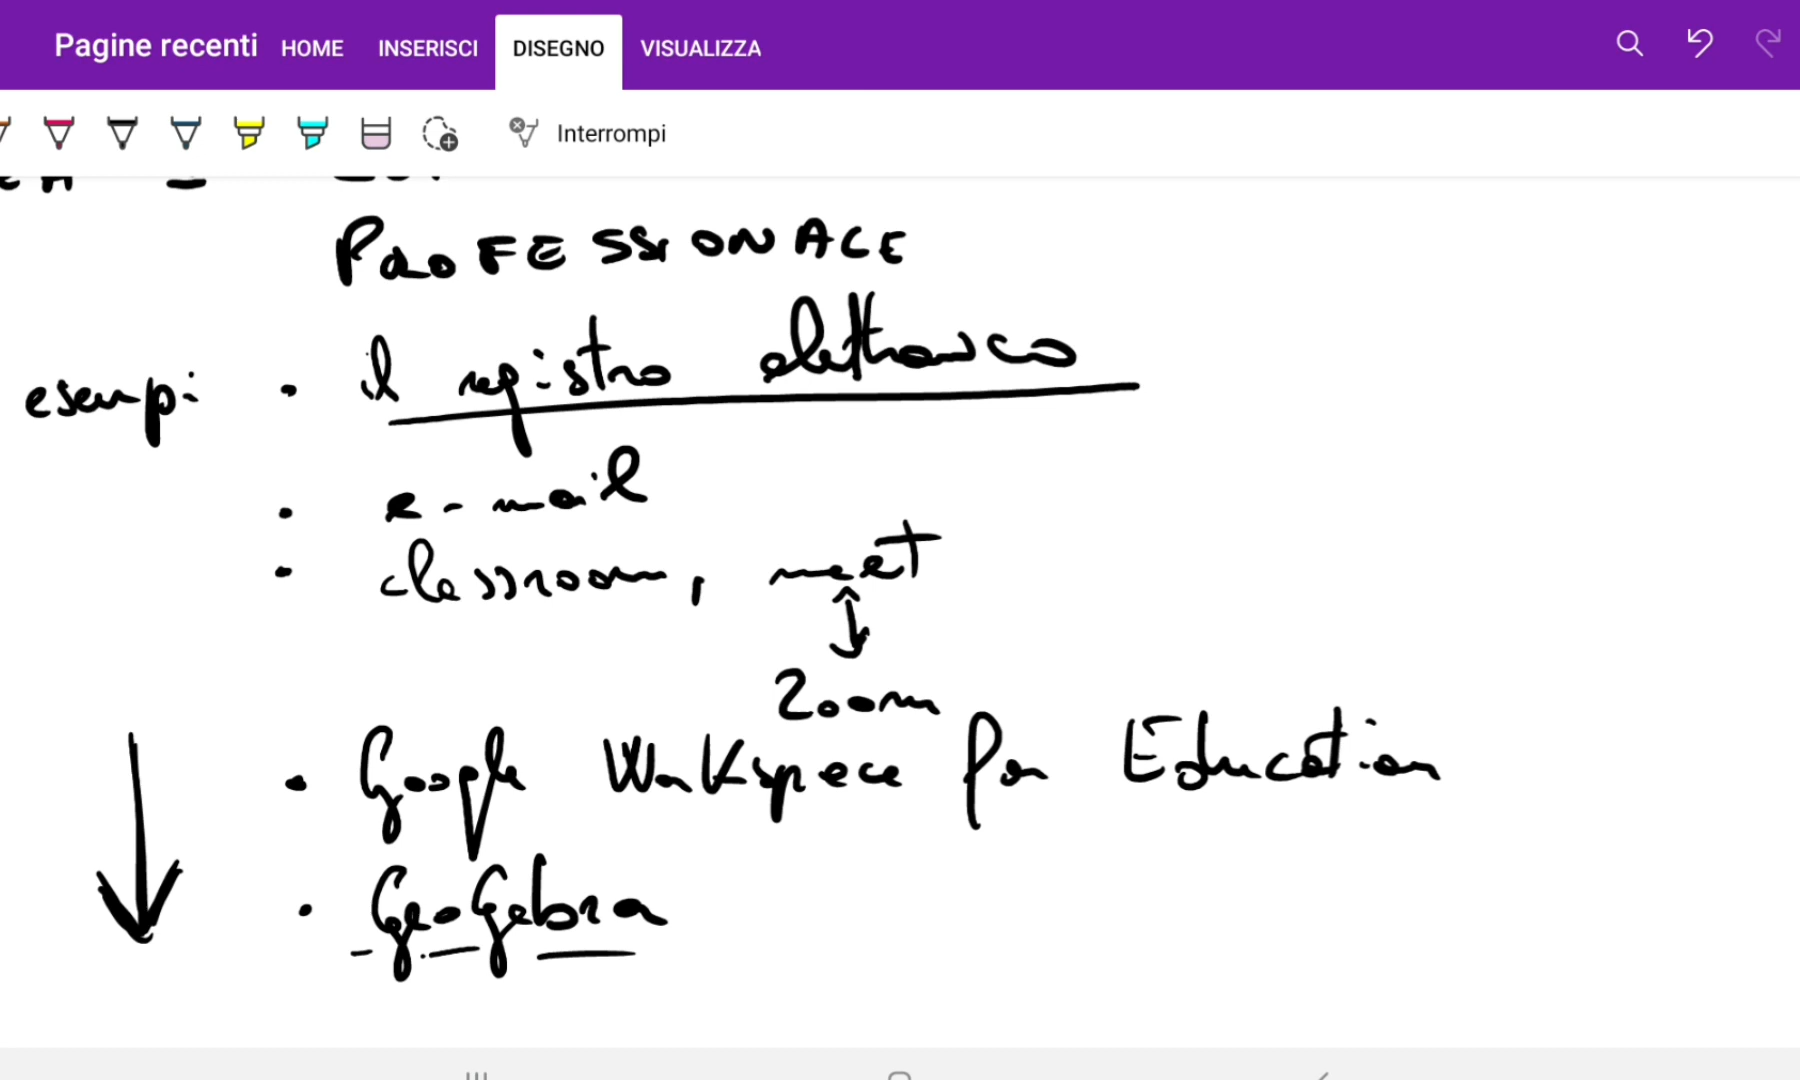 Pagine recenti HOME INSERISCI DISEGNO VISUALIZZA
Interrompi
PROFESSIONALE
esempi: • il registro elettronico
• e-mail
• classroom, meet
Zoom
• Google Workspace for Education
• GeoGebra